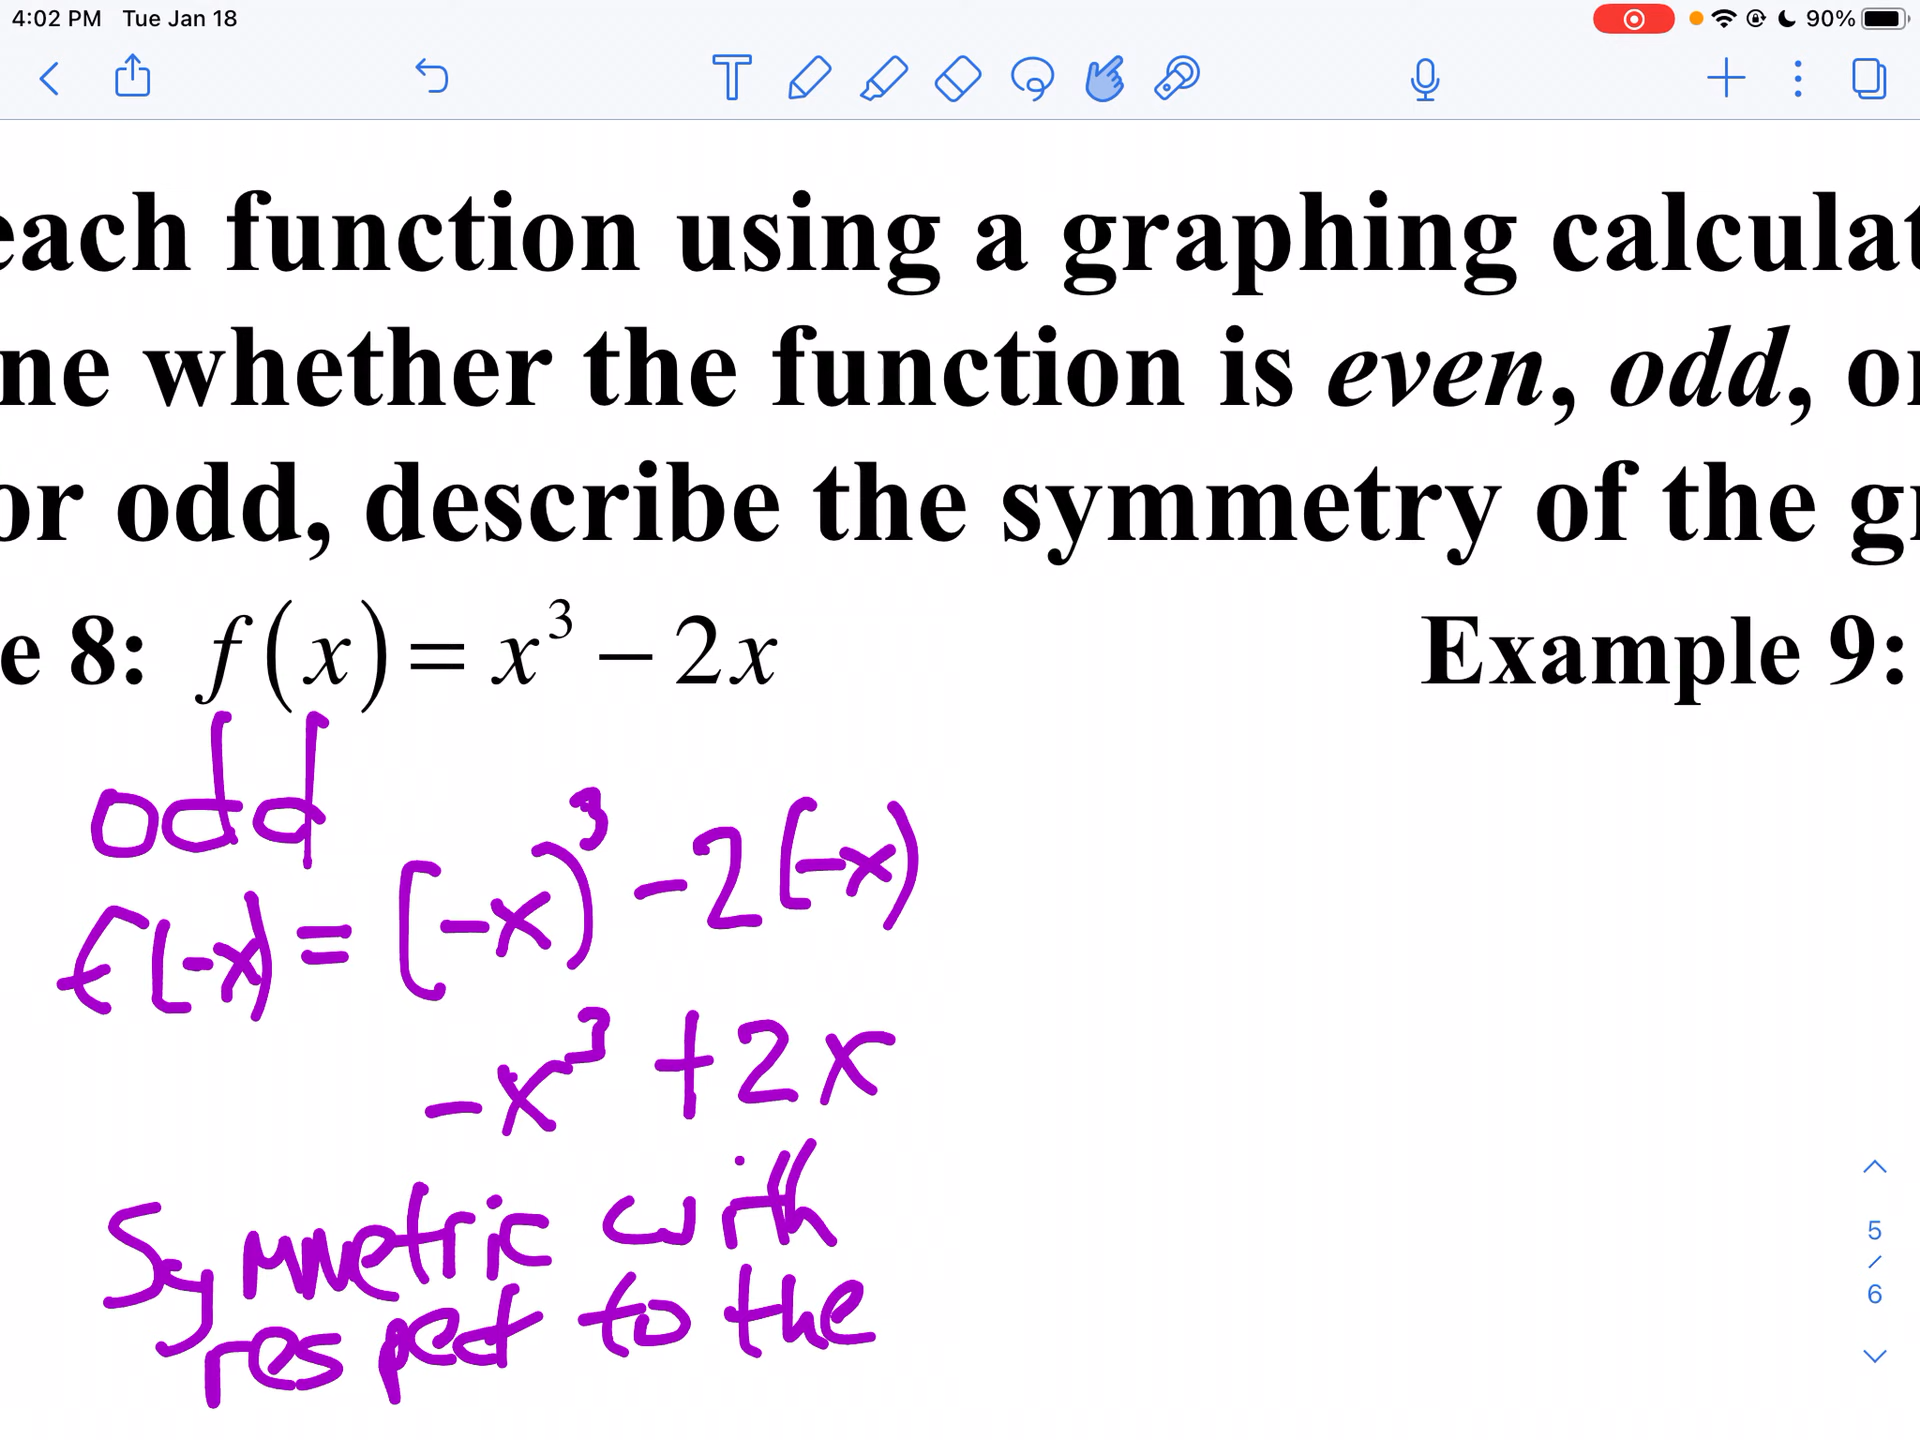 4:02 PM Tue Jan 18 90%
each function using a graphing calculat
ne whether the function is even, odd, or
or odd, describe the symmetry of the gr
e 8: f(x) = x³ − 2x Example 9:
odd
f(-x) = (-x)³ -2(-x)
-x³ +2x
Symmetric with
respect to the
5
/
6